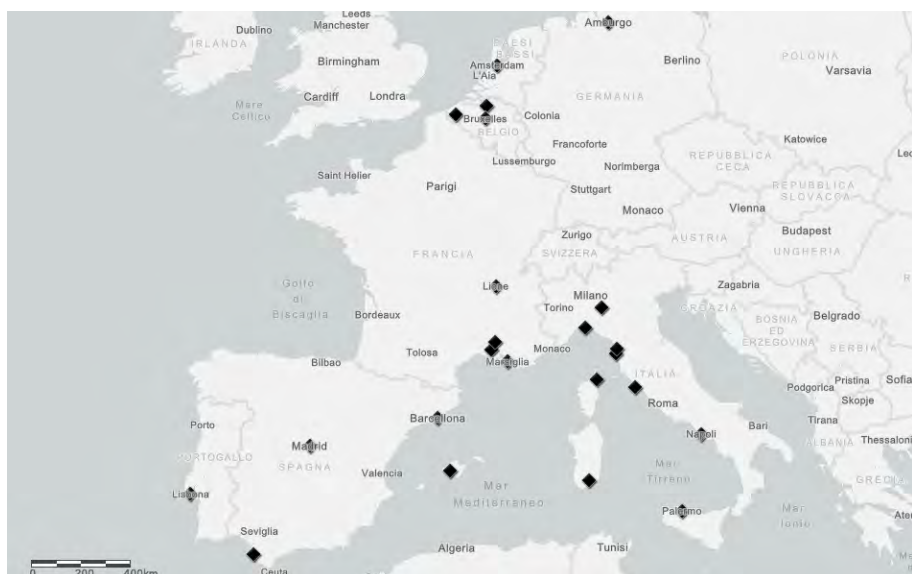 Leeds
Manchester
Dublino
IRLANDA
Birmingham
Mare
Celtico
Cardiff
Londra
Saint Helier
PAESI
BASSI
Amsterdam
L'Aia
Amburgo
Berlino
POLONIA
Varsavia
GERMANIA
Bruxelles
BELGIO
Colonia
Francoforte
Lussemburgo
Norimberga
Katowice
REPUBBLICA
CECA
Parigi
Stuttgart
REPUBBLICA
SLOVACCA
Monaco
Vienna
Zurigo
SVIZZERA
AUSTRIA
Budapest
UNGHERIA
FRANCIA
Golfo
di
Biscaglia
Lione
Milano
Torino
Zagabria
CROAZIA
Bordeaux
BOSNIA
ED
ERZEGOVINA
Belgrado
SERBIA
Tolosa
Marsiglia
Monaco
Bilbao
ITALIA
Podgorica
Pristina
Sofia
Skopje
Roma
Porto
Barcellona
Bari
Tirana
Napoli
ALBANIA
Thessaloni
Madrid
PORTOGALLO
SPAGNA
Valencia
Mar
Mediterraneo
Mar
Tirreno
GRECIA
Lisbona
Palermo
Mar
Ionio
Ate
Siviglia
Algeria
Tunisi
Ceuta
0
200
400km